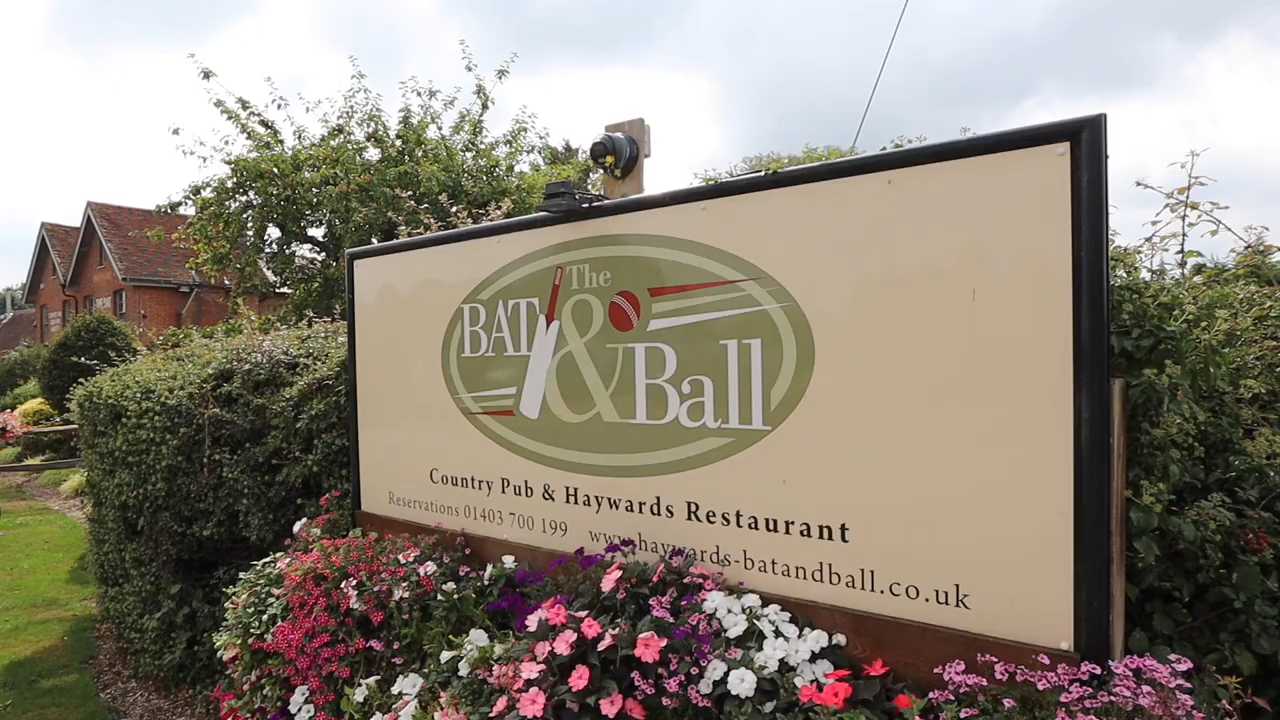 The
BAT & Ball
Country Pub & Haywards Restaurant
Reservations 01403 700 199 www.haywards-batandball.co.uk